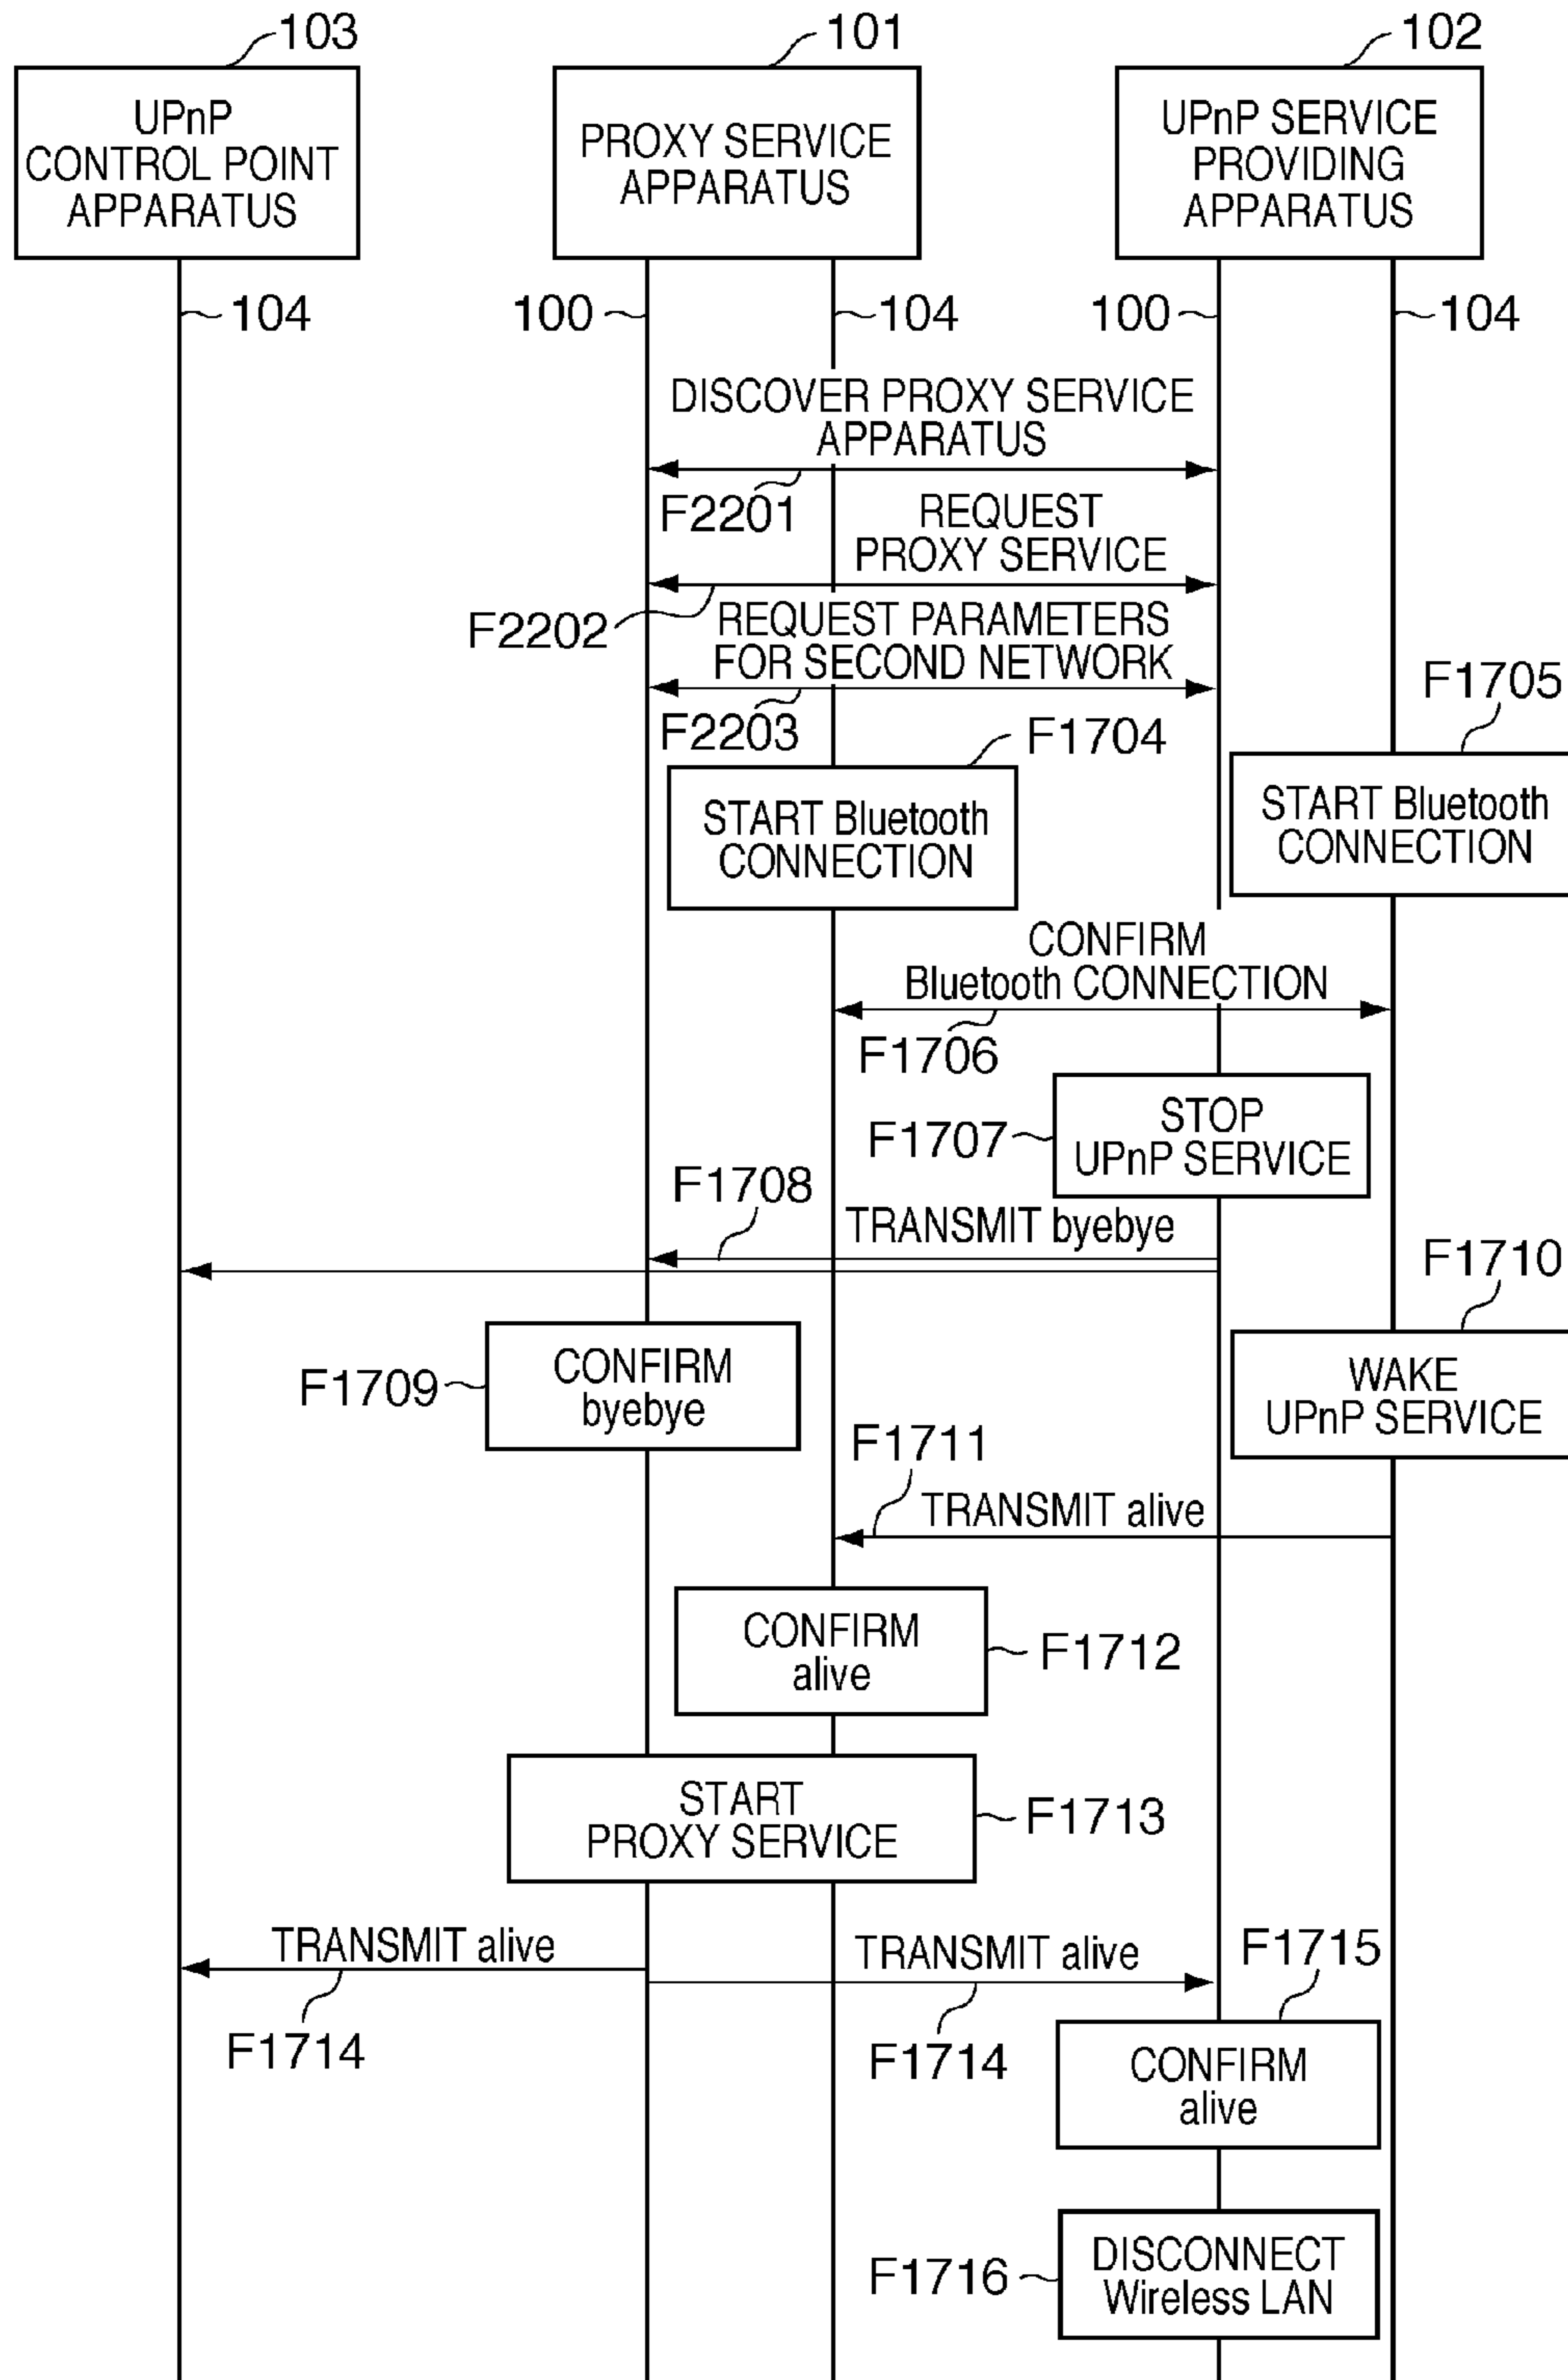 103
101
102
UPnP
CONTROL POINT
APPARATUS
PROXY SERVICE
APPARATUS
UPnP SERVICE
PROVIDING
APPARATUS
104
100
104
100
104
DISCOVER PROXY SERVICE
APPARATUS
F2201
REQUEST
PROXY SERVICE
F2202
REQUEST PARAMETERS
FOR SECOND NETWORK
F2203
F1704
F1705
START Bluetooth
CONNECTION
START Bluetooth
CONNECTION
CONFIRM
Bluetooth CONNECTION
F1706
F1707
STOP
UPnP SERVICE
F1708
TRANSMIT byebye
F1709
CONFIRM
byebye
F1710
WAKE
UPnP SERVICE
F1711
TRANSMIT alive
CONFIRM
alive
F1712
START
PROXY SERVICE
F1713
TRANSMIT alive
F1714
TRANSMIT alive
F1714
F1715
CONFIRM
alive
F1716
DISCONNECT
Wireless LAN